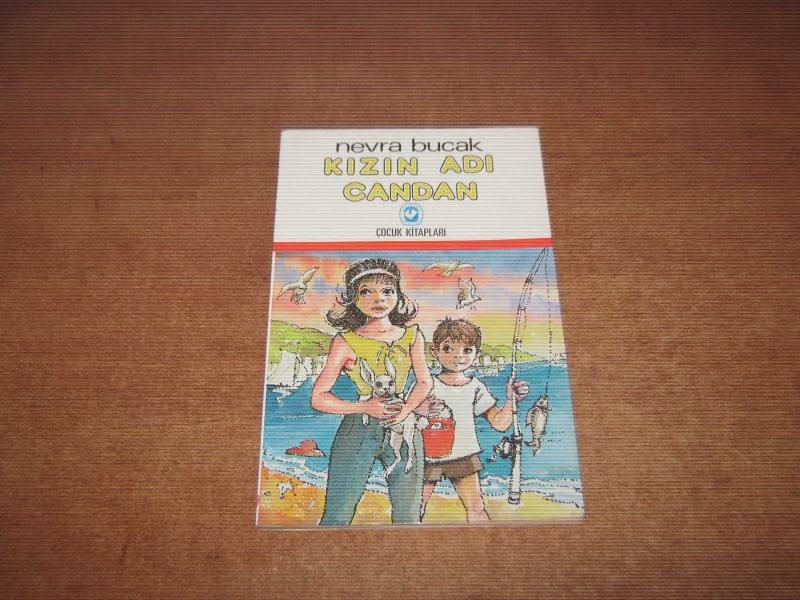 nevra bucak
KIZIN ADI
CANDAN
ÇOCUK KİTAPLARI